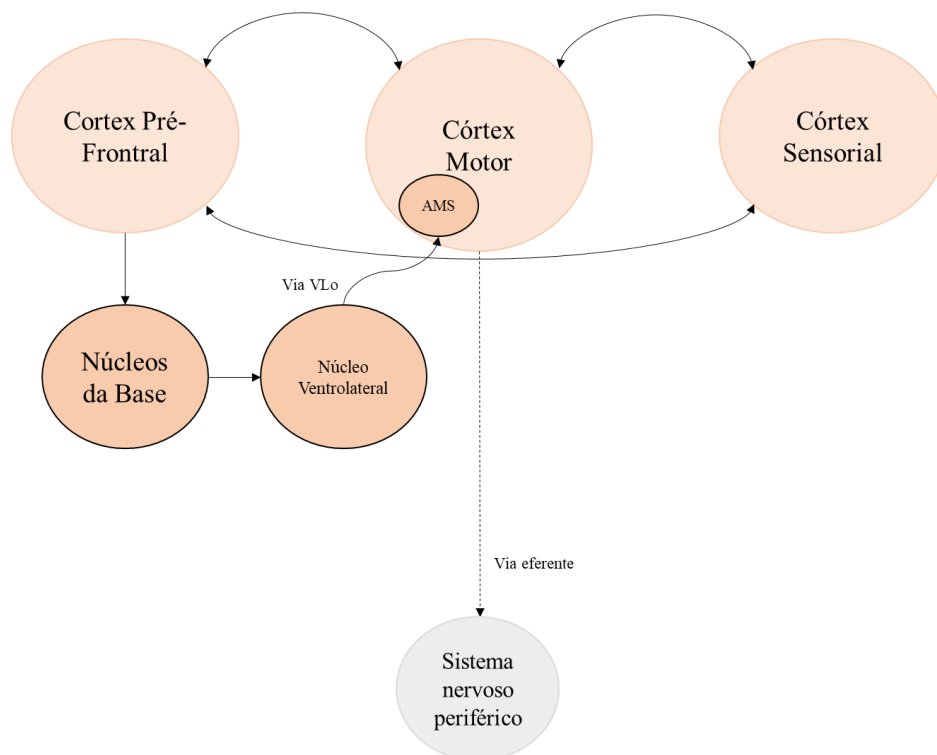 Cortex Pré-
Frontral
Córtex
Motor
Córtex
Sensorial
AMS
Via VLo
Núcleos
da Base
Núcleo
Ventrolateral
Via eferente
Sistema
nervoso
periférico